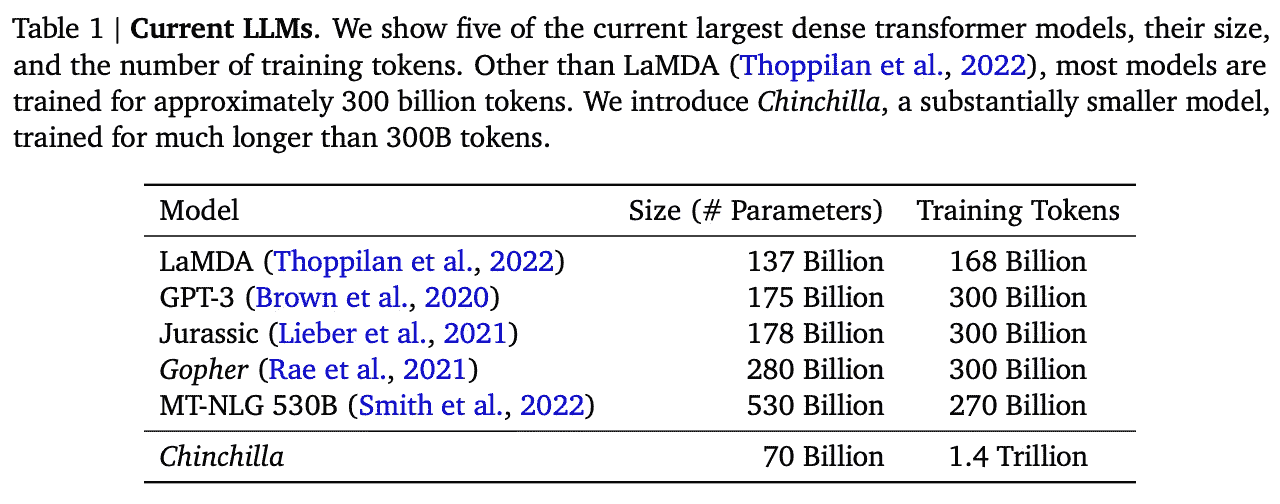 Table 1 | Current LLMs. We show five of the current largest dense transformer models, their size,
and the number of training tokens. Other than LaMDA (Thoppilan et al., 2022), most models are
trained for approximately 300 billion tokens. We introduce Chinchilla, a substantially smaller model,
trained for much longer than 300B tokens.
Model Size (# Parameters) Training Tokens
LaMDA (Thoppilan et al., 2022) 137 Billion 168 Billion
GPT-3 (Brown et al., 2020) 175 Billion 300 Billion
Jurassic (Lieber et al., 2021) 178 Billion 300 Billion
Gopher (Rae et al., 2021) 280 Billion 300 Billion
MT-NLG 530B (Smith et al., 2022) 530 Billion 270 Billion
Chinchilla 70 Billion 1.4 Trillion